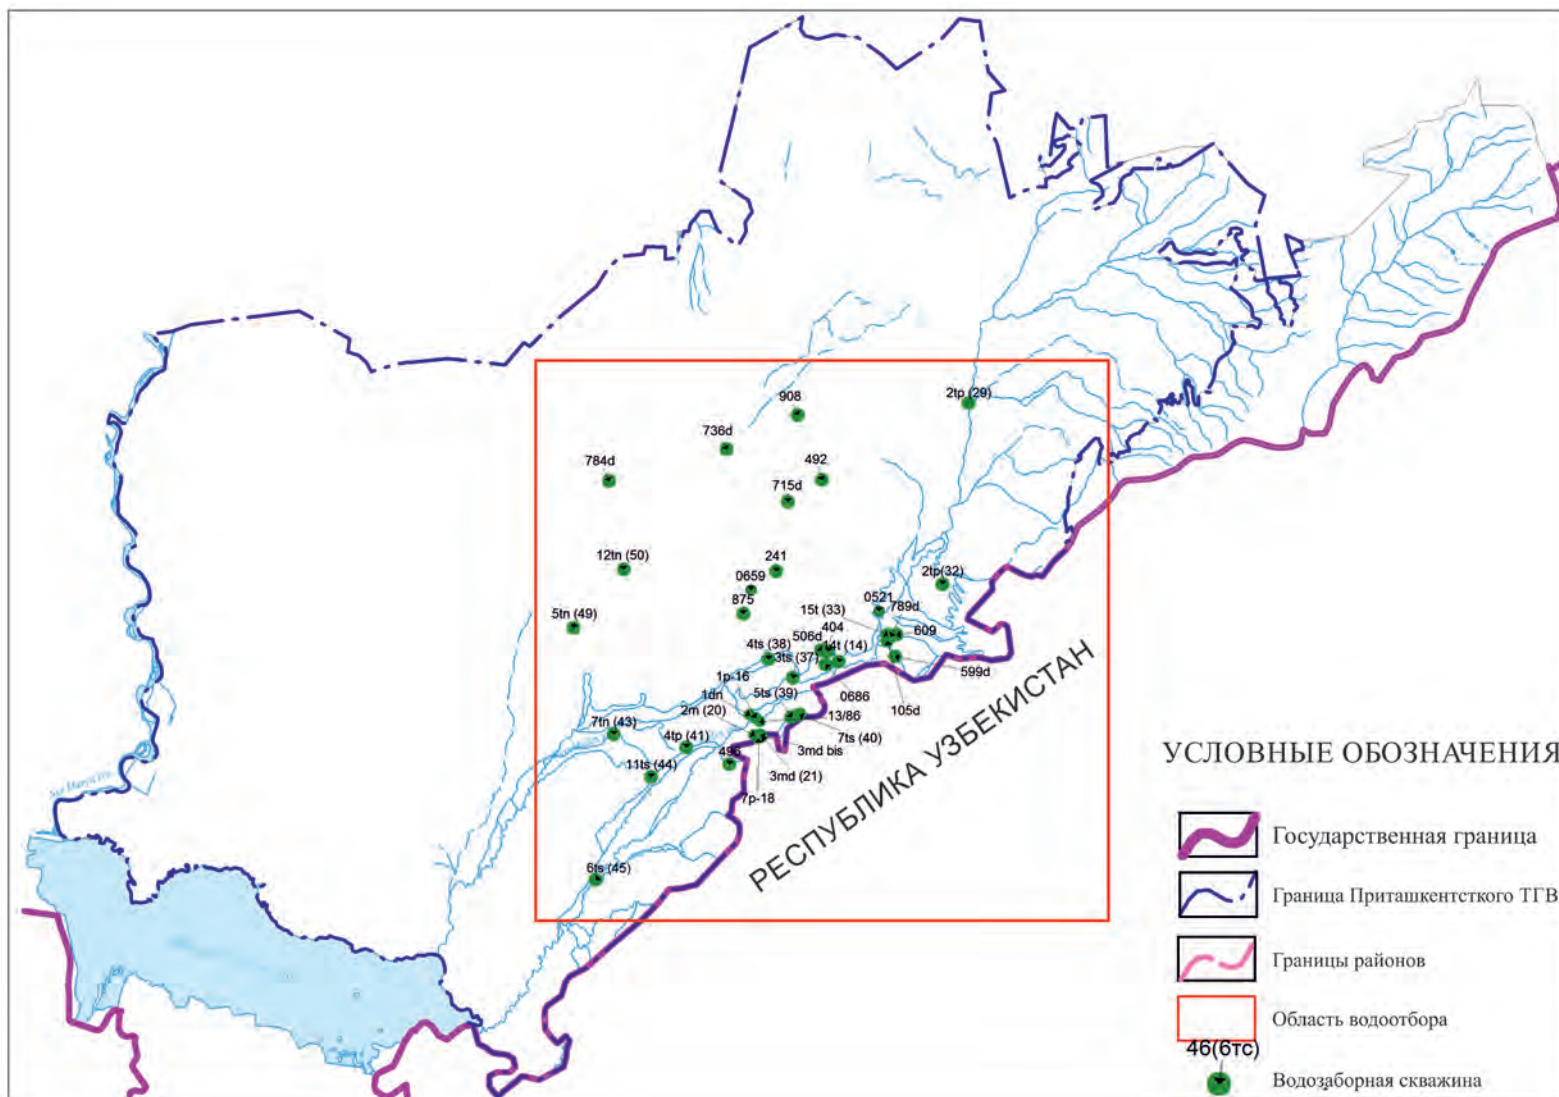 908
2tp (29)
736d
492
784d
715d
12tn (50)
241
0659
2tp(32)
875
0521
5tn (49)
15t (33)
789d
404
609
506d
4ts (38)
14t (14)
3ts (37)
599d
1p-16
0686
105d
1dn
5ts (39)
2m (20)
13/86
7tn (43)
7ts (40)
4tp (41)
3md bis
496
11ts (44)
3md (21)
7p-18
6ts (45)
РЕСПУБЛИКА УЗБЕКИСТАН
УСЛОВНЫЕ ОБОЗНАЧЕНИЯ
Государственная граница
Граница Приташкентсткого ТГВ
Границы районов
Область водоотбора
46(6тс)
Водозаборная скважина